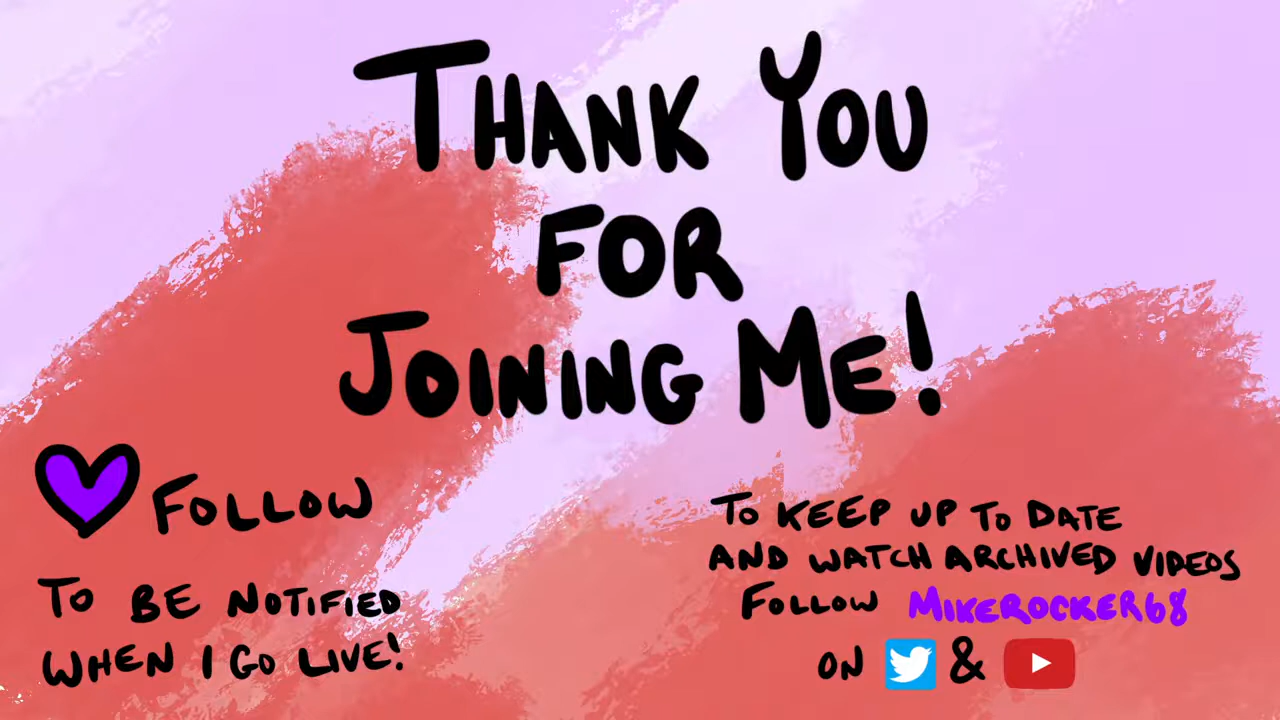 THANK YOU
FOR
JOINING ME!
FOLLOW
TO BE NOTIFIED
WHEN I GO LIVE!
TO KEEP UP TO DATE
AND WATCH ARCHIVED VIDEOS
FOLLOW MIKEROCKER68
ON &